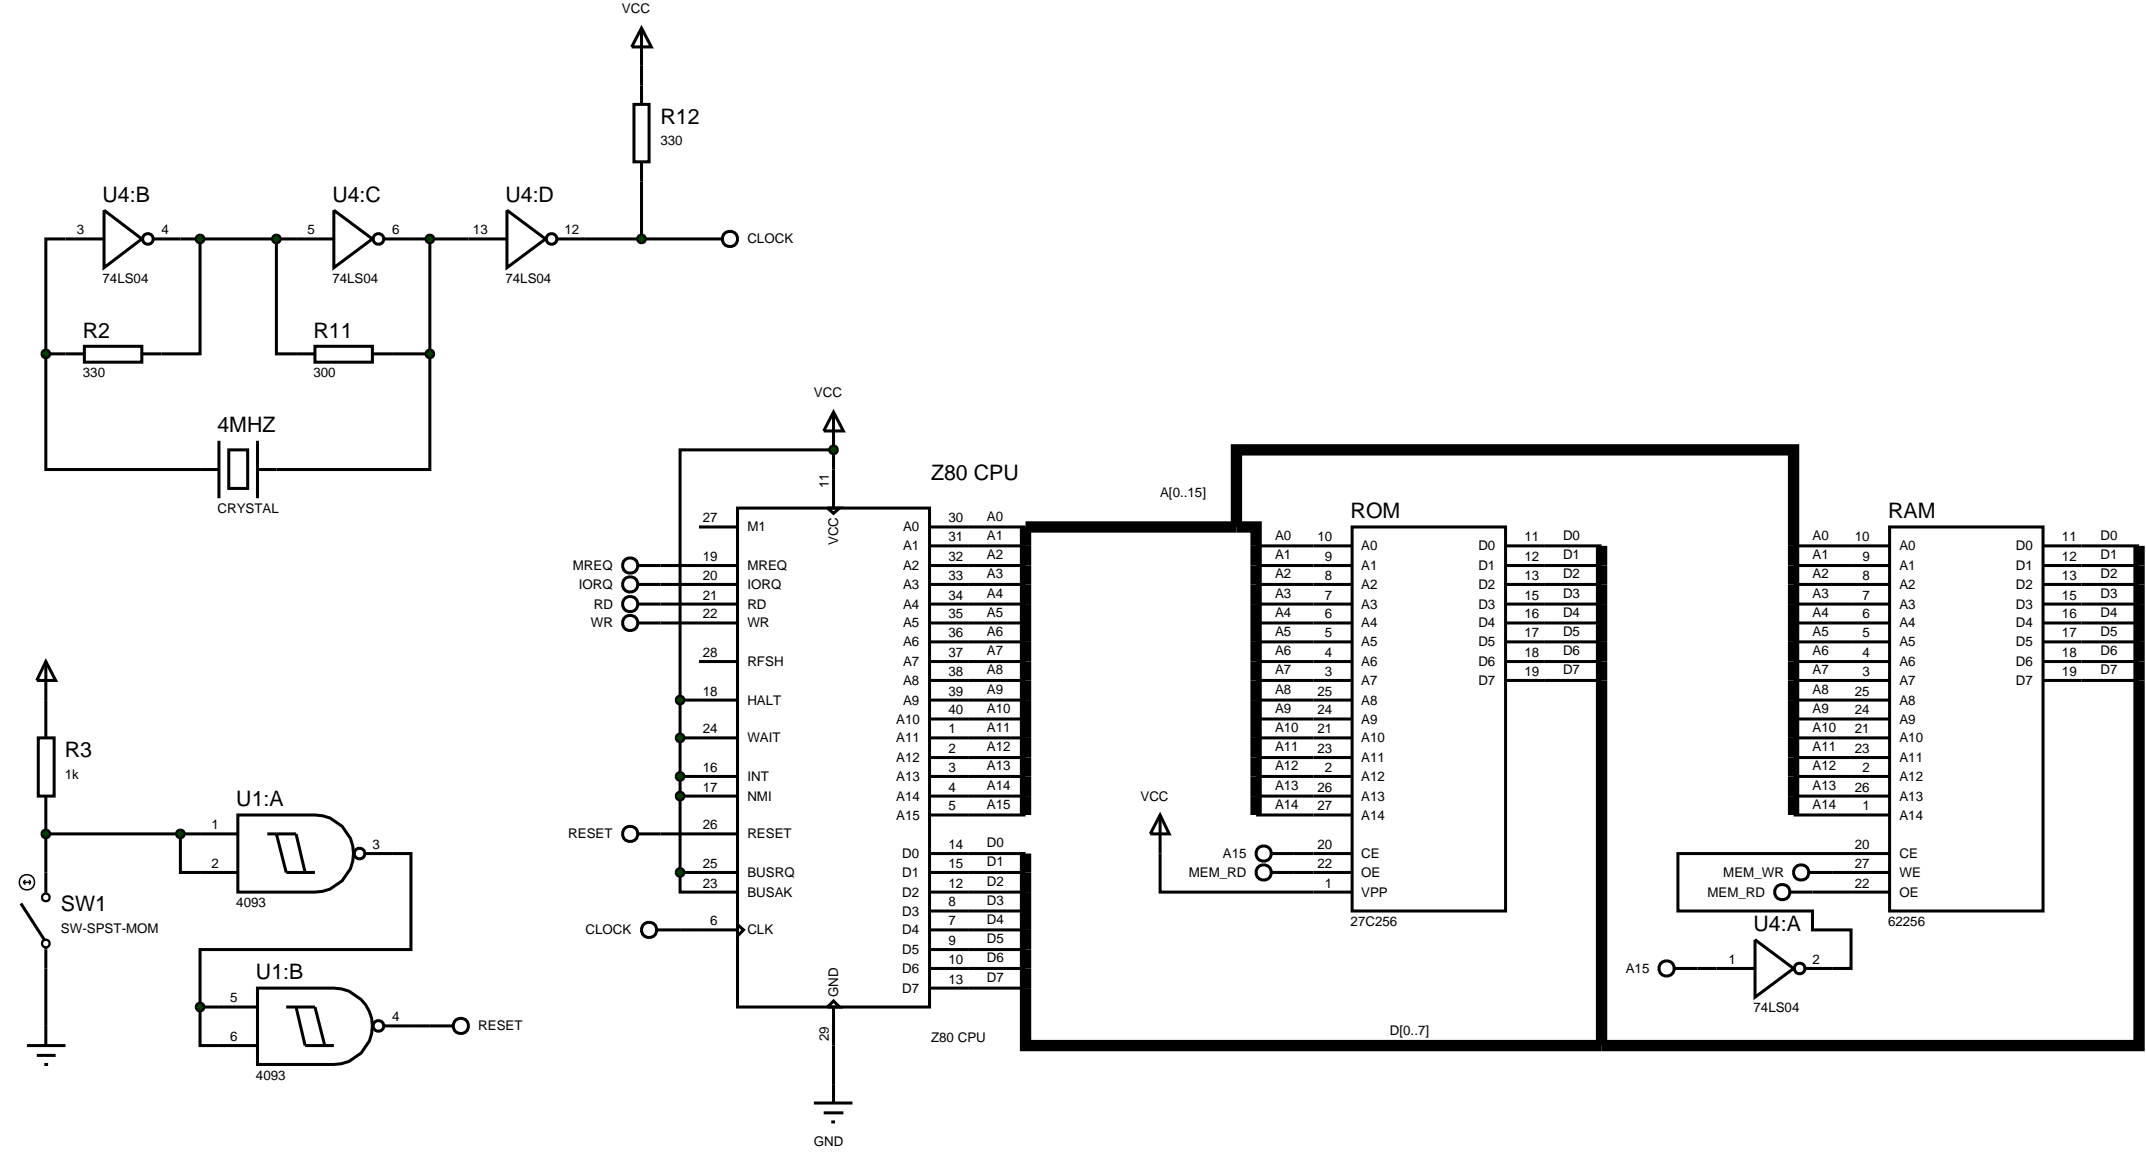 VCC
R12
330
U4:B
3 4
74LS04
U4:C
5 6
74LS04
U4:D
13 12
74LS04
CLOCK
R2
330
R11
300
4MHZ
CRYSTAL
R3
1k
SW1
SW-SPST-MOM
U1:A
1
2
3
4093
U1:B
5
6
4
4093
RESET
VCC
Z80 CPU
11
VCC
27 M1
MREQ 19 MREQ
IORQ 20 IORQ
RD 21 RD
WR 22 WR
28 RFSH
18 HALT
24 WAIT
16 INT
17 NMI
RESET 26 RESET
25 BUSRQ
23 BUSAK
CLOCK 6 CLK
A0 30 A0
A1 31 A1
A2 32 A2
A3 33 A3
A4 34 A4
A5 35 A5
A6 36 A6
A7 37 A7
A8 38 A8
A9 39 A9
A10 40 A10
A11 1 A11
A12 2 A12
A13 3 A13
A14 4 A14
A15 5 A15
D0 14 D0
D1 15 D1
D2 12 D2
D3 8 D3
D4 7 D4
D5 9 D5
D6 10 D6
D7 13 D7
GND
29
Z80 CPU
GND
A[0..15]
D[0..7]
ROM
A0 10 A0
A1 9 A1
A2 8 A2
A3 7 A3
A4 6 A4
A5 5 A5
A6 4 A6
A7 3 A7
A8 25 A8
A9 24 A9
A10 21 A10
A11 23 A11
A12 2 A12
A13 26 A13
A14 27 A14
VCC
A15 20 CE
MEM_RD 22 OE
1 VPP
D0 11 D0
D1 12 D1
D2 13 D2
D3 15 D3
D4 16 D4
D5 17 D5
D6 18 D6
D7 19 D7
27C256
RAM
A0 10 A0
A1 9 A1
A2 8 A2
A3 7 A3
A4 6 A4
A5 5 A5
A6 4 A6
A7 3 A7
A8 25 A8
A9 24 A9
A10 21 A10
A11 23 A11
A12 2 A12
A13 26 A13
A14 1 A14
20 CE
MEM_WR 27 WE
MEM_RD 22 OE
D0 11 D0
D1 12 D1
D2 13 D2
D3 15 D3
D4 16 D4
D5 17 D5
D6 18 D6
D7 19 D7
62256
U4:A
A15 1 2
74LS04